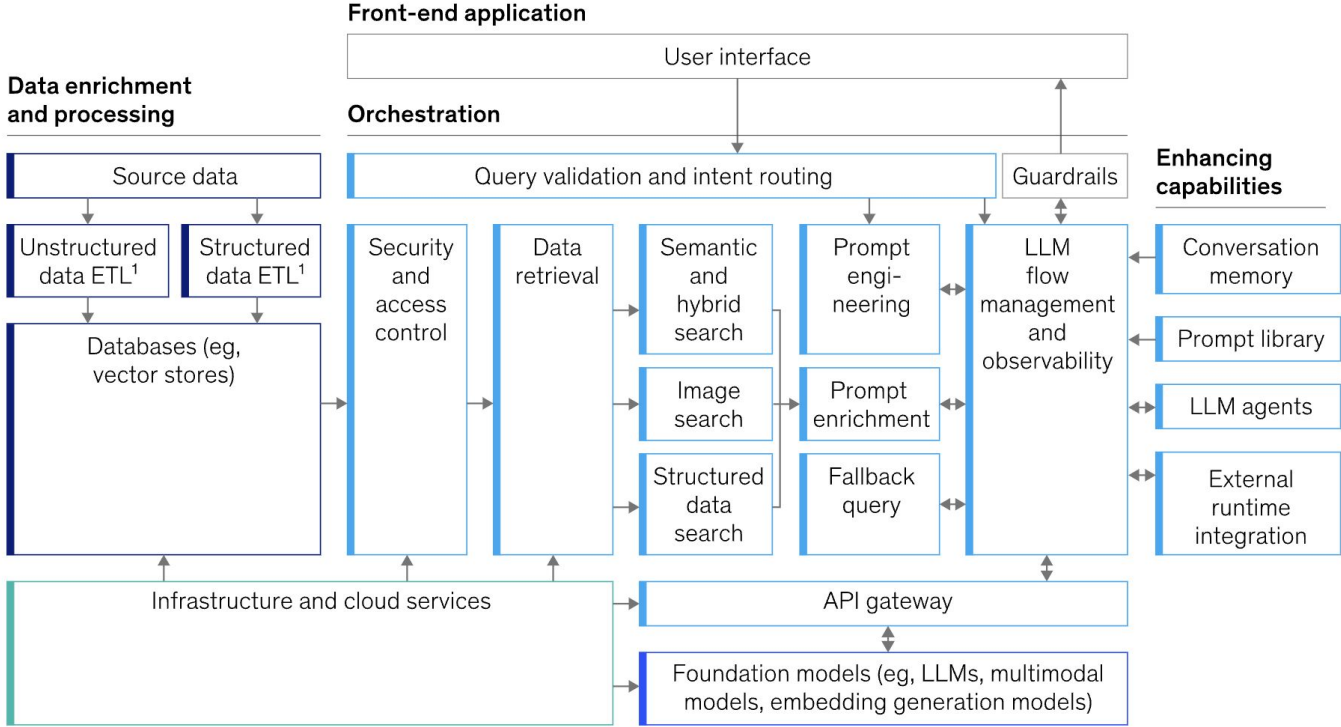 Front-end application
User interface
Data enrichment
and processing
Orchestration
Source data
Query validation and intent routing
Guardrails
Enhancing
capabilities
Unstructured
data ETL¹
Structured
data ETL¹
Databases (eg,
vector stores)
Security
and
access
control
Data
retrieval
Semantic
and
hybrid
search
Image
search
Structured
data
search
Prompt
engi-
neering
Prompt
enrichment
Fallback
query
LLM
flow
management
and
observability
Conversation
memory
Prompt library
LLM agents
External
runtime
integration
Infrastructure and cloud services
API gateway
Foundation models (eg, LLMs, multimodal
models, embedding generation models)